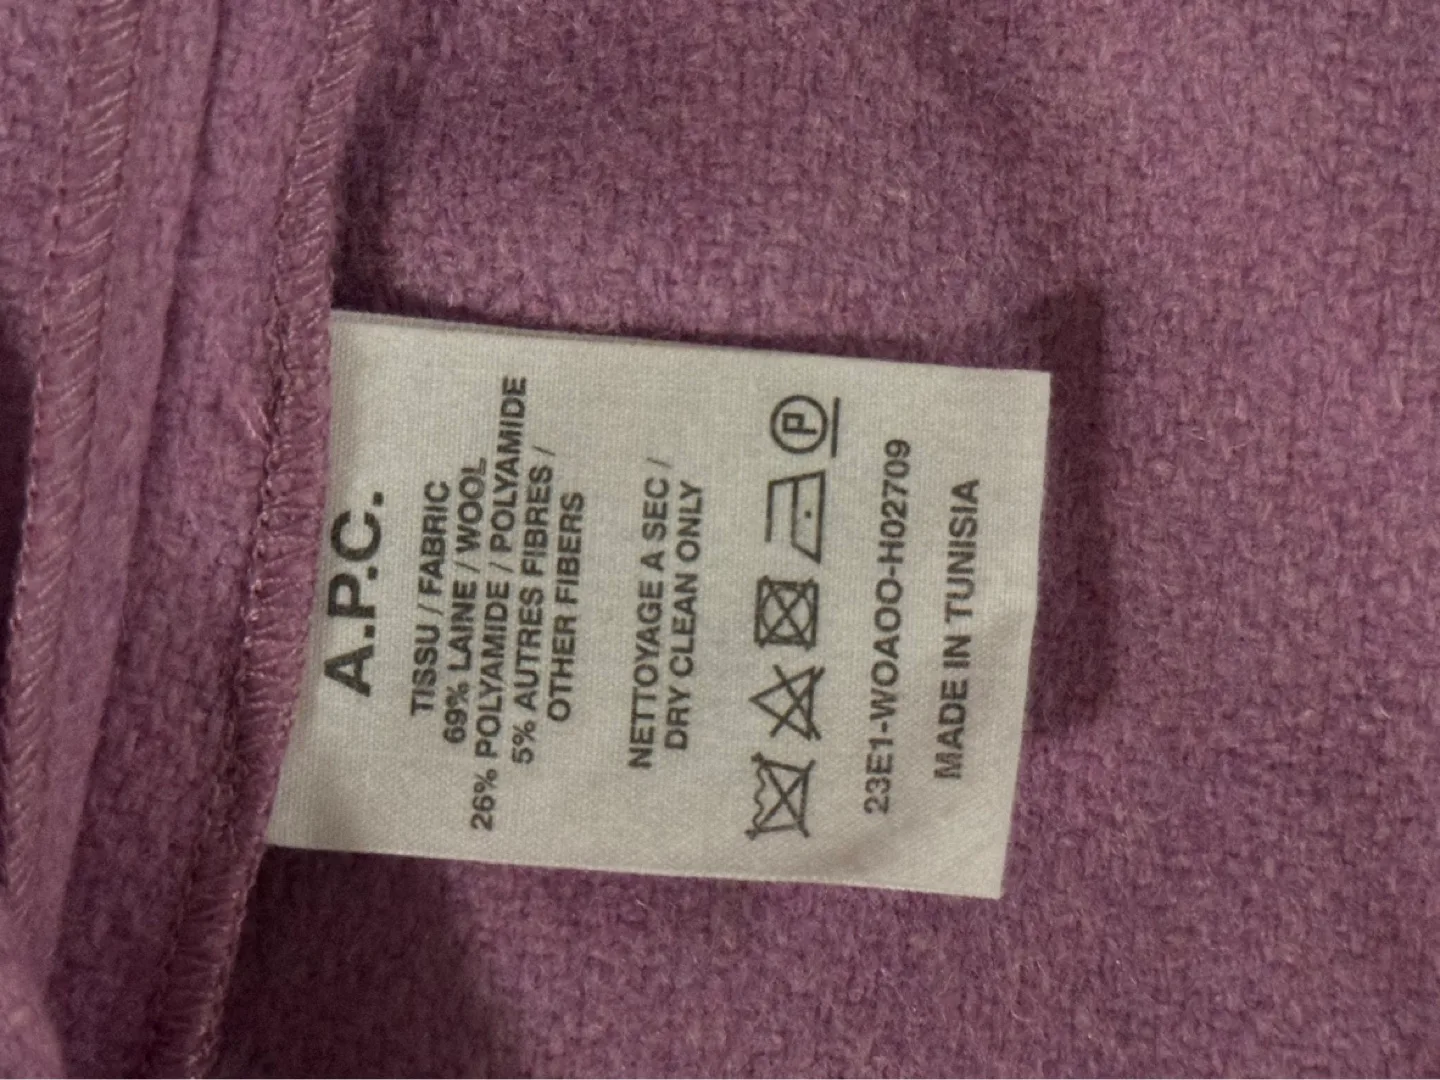 A.P.C.
TISSU / FABRIC
69% LAINE / WOOL
26% POLYAMIDE / POLYAMIDE
5% AUTRES FIBRES /
OTHER FIBERS
NETTOYAGE A SEC /
DRY CLEAN ONLY
P
23E1-WOAOO-H02709
MADE IN TUNISIA